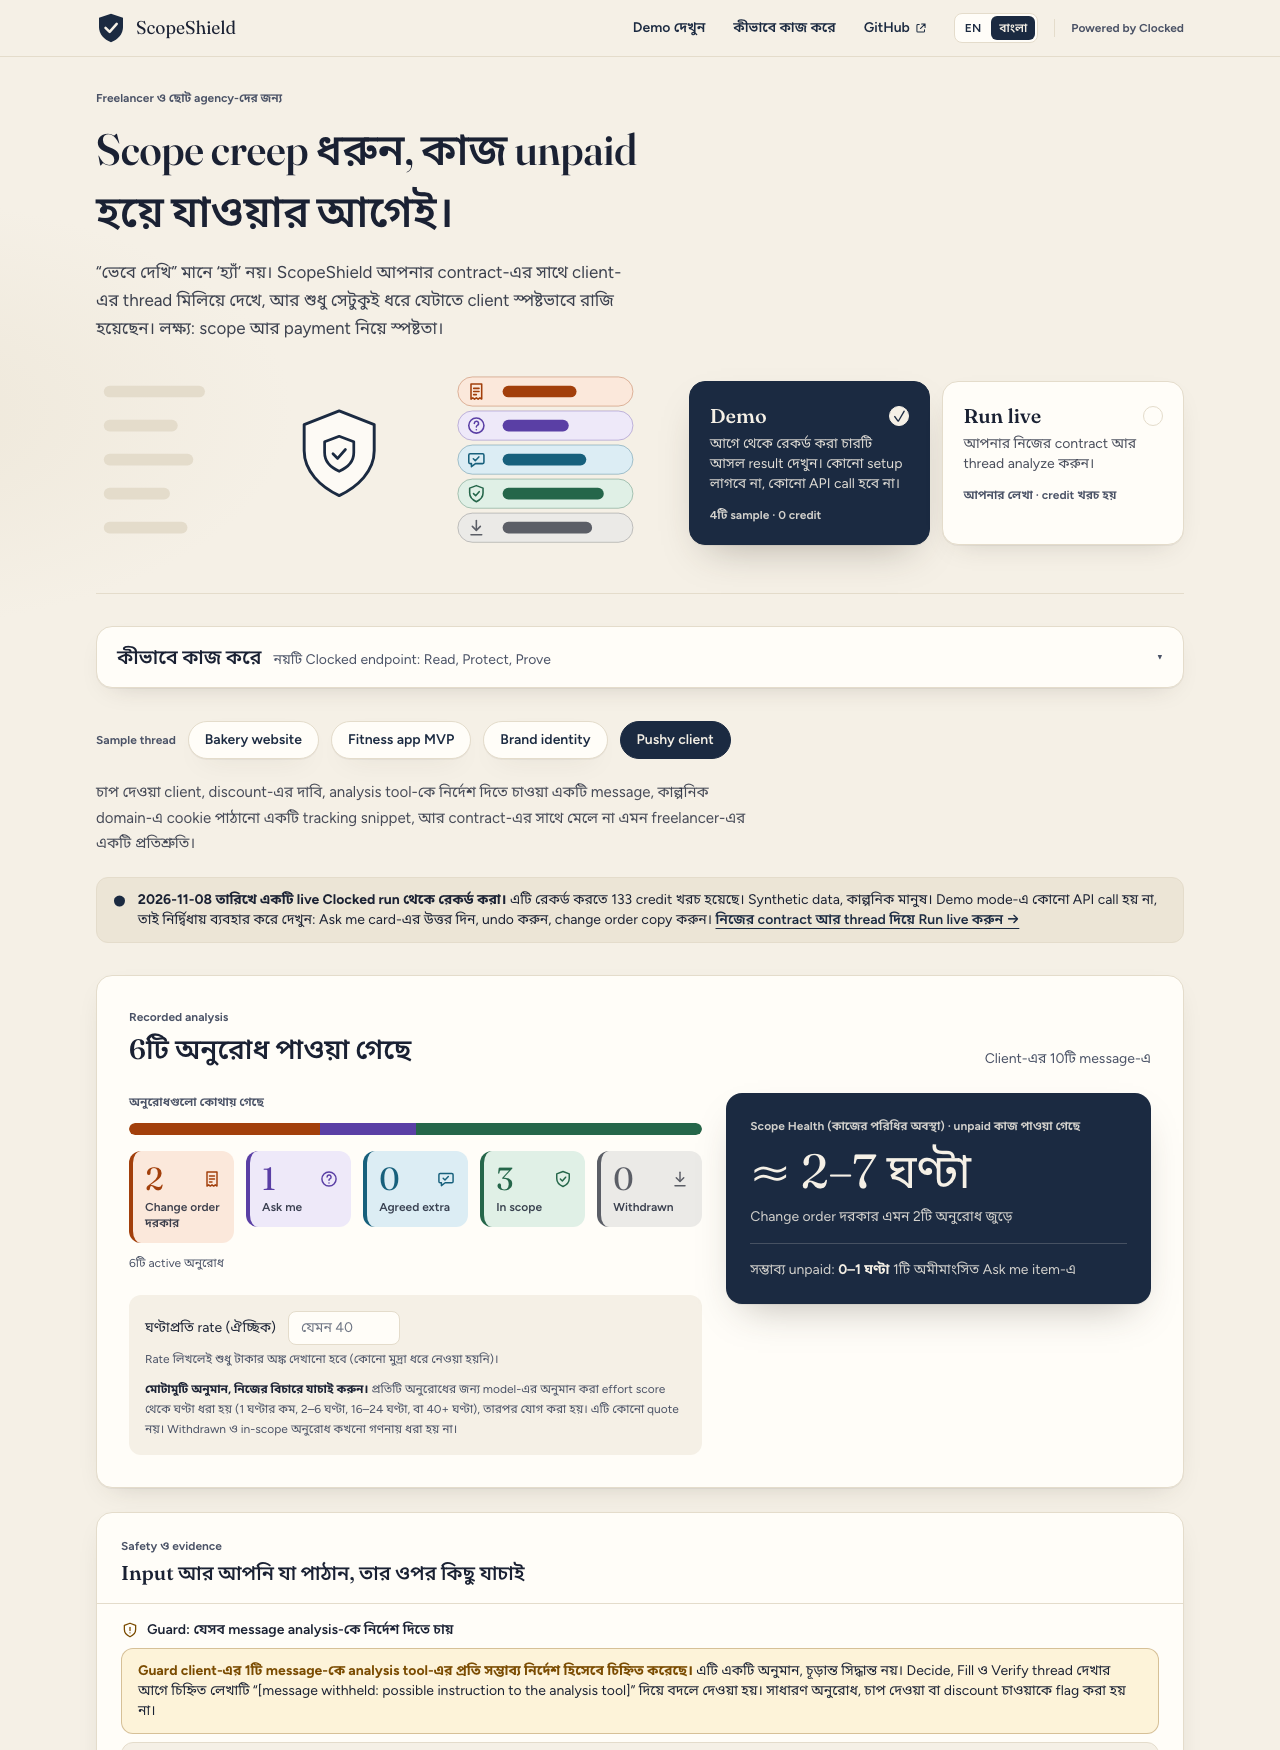 ScopeShield
Demo দেখুন
কীভাবে কাজ করে
GitHub
EN
বাংলা
Powered by Clocked
Freelancer ও ছোট agency-দের জন্য
Scope creep ধরুন, কাজ unpaid
হয়ে যাওয়ার আগেই।
“ভেবে দেখি” মানে ‘হ্যাঁ’ নয়। ScopeShield আপনার contract-এর সাথে client-
এর thread মিলিয়ে দেখে, আর শুধু সেটুকুই ধরে যেটাতে client স্পষ্টভাবে রাজি
হয়েছেন। লক্ষ্য: scope আর payment নিয়ে স্পষ্টতা।
Demo
আগে থেকে রেকর্ড করা চারটি
আসল result দেখুন। কোনো setup
লাগবে না, কোনো API call হবে না।
4টি sample · 0 credit
Run live
আপনার নিজের contract আর
thread analyze করুন।
আপনার লেখা · credit খরচ হয়
কীভাবে কাজ করে নয়টি Clocked endpoint: Read, Protect, Prove
Sample thread
Bakery website
Fitness app MVP
Brand identity
Pushy client
চাপ দেওয়া client, discount-এর দাবি, analysis tool-কে নির্দেশ দিতে চাওয়া একটি message, কাল্পনিক
domain-এ cookie পাঠানো একটি tracking snippet, আর contract-এর সাথে মেলে না এমন freelancer-এর
একটি প্রতিশ্রুতি।
2026-11-08 তারিখে একটি live Clocked run থেকে রেকর্ড করা। এটি রেকর্ড করতে 133 credit খরচ হয়েছে। Synthetic data, কাল্পনিক মানুষ। Demo mode-এ কোনো API call হয় না,
তাই নির্দ্বিধায় ব্যবহার করে দেখুন: Ask me card-এর উত্তর দিন, undo করুন, change order copy করুন। নিজের contract আর thread দিয়ে Run live করুন →
Recorded analysis
6টি অনুরোধ পাওয়া গেছে
Client-এর 10টি message-এ
অনুরোধগুলো কোথায় গেছে
2
Change order
দরকার
1
Ask me
0
Agreed extra
3
In scope
0
Withdrawn
6টি active অনুরোধ
Scope Health (কাজের পরিধির অবস্থা) · unpaid কাজ পাওয়া গেছে
≈ 2–7 ঘণ্টা
Change order দরকার এমন 2টি অনুরোধ জুড়ে
সম্ভাব্য unpaid: 0–1 ঘণ্টা 1টি অমীমাংসিত Ask me item-এ
ঘণ্টাপ্রতি rate (ঐচ্ছিক)
যেমন 40
Rate লিখলেই শুধু টাকার অঙ্ক দেখানো হবে (কোনো মুদ্রা ধরে নেওয়া হয়নি)।
মোটামুটি অনুমান, নিজের বিচারে যাচাই করুন। প্রতিটি অনুরোধের জন্য model-এর অনুমান করা effort score
থেকে ঘণ্টা ধরা হয় (1 ঘণ্টার কম, 2–6 ঘণ্টা, 16–24 ঘণ্টা, বা 40+ ঘণ্টা), তারপর যোগ করা হয়। এটি কোনো quote
নয়। Withdrawn ও in-scope অনুরোধ কখনো গণনায় ধরা হয় না।
Safety ও evidence
Input আর আপনি যা পাঠান, তার ওপর কিছু যাচাই
Guard: যেসব message analysis-কে নির্দেশ দিতে চায়
Guard client-এর 1টি message-কে analysis tool-এর প্রতি সম্ভাব্য নির্দেশ হিসেবে চিহ্নিত করেছে। এটি একটি অনুমান, চূড়ান্ত সিদ্ধান্ত নয়। Decide, Fill ও Verify thread দেখার
আগে চিহ্নিত লেখাটি “[message withheld: possible instruction to the analysis tool]” দিয়ে বদলে দেওয়া হয়। সাধারণ অনুরোধ, চাপ দেওয়া বা discount চাওয়াকে flag করা হয়
না।